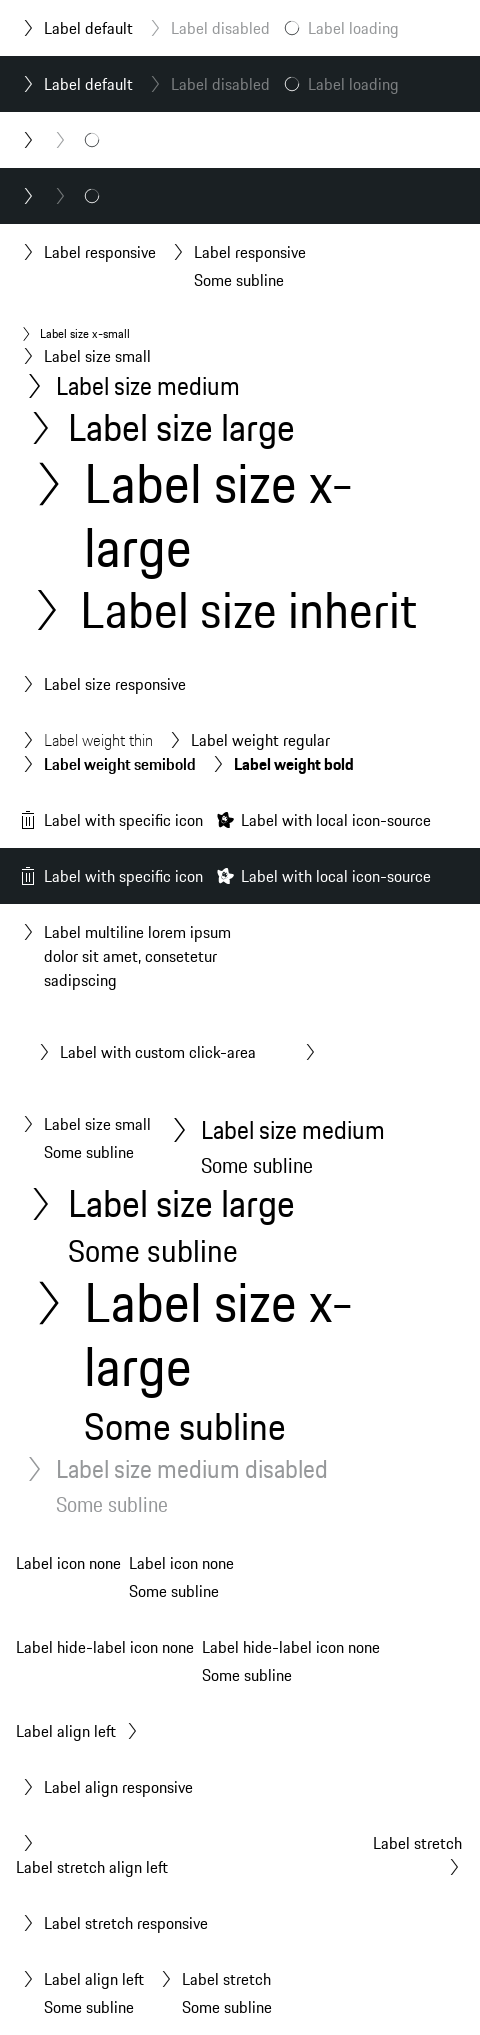 Label default Label disabled Label loading
Label default Label disabled Label loading
Label responsive Label responsive
Some subline
Label size x-small
Label size small
Label size medium
Label size large
Label size x-
large
Label size inherit
Label size responsive
Label weight thin Label weight regular
Label weight semibold Label weight bold
Label with specific icon Label with local icon-source
Label with specific icon Label with local icon-source
Label multiline lorem ipsum
dolor sit amet, consetetur
sadipscing
Label with custom click-area
Label size small Label size medium
Some subline Some subline
Label size large
Some subline
Label size x-
large
Some subline
Label size medium disabled
Some subline
Label icon none Label icon none
Some subline
Label hide-label icon none Label hide-label icon none
Some subline
Label align left
Label align responsive
Label stretch
Label stretch align left
Label stretch responsive
Label align left Label stretch
Some subline Some subline